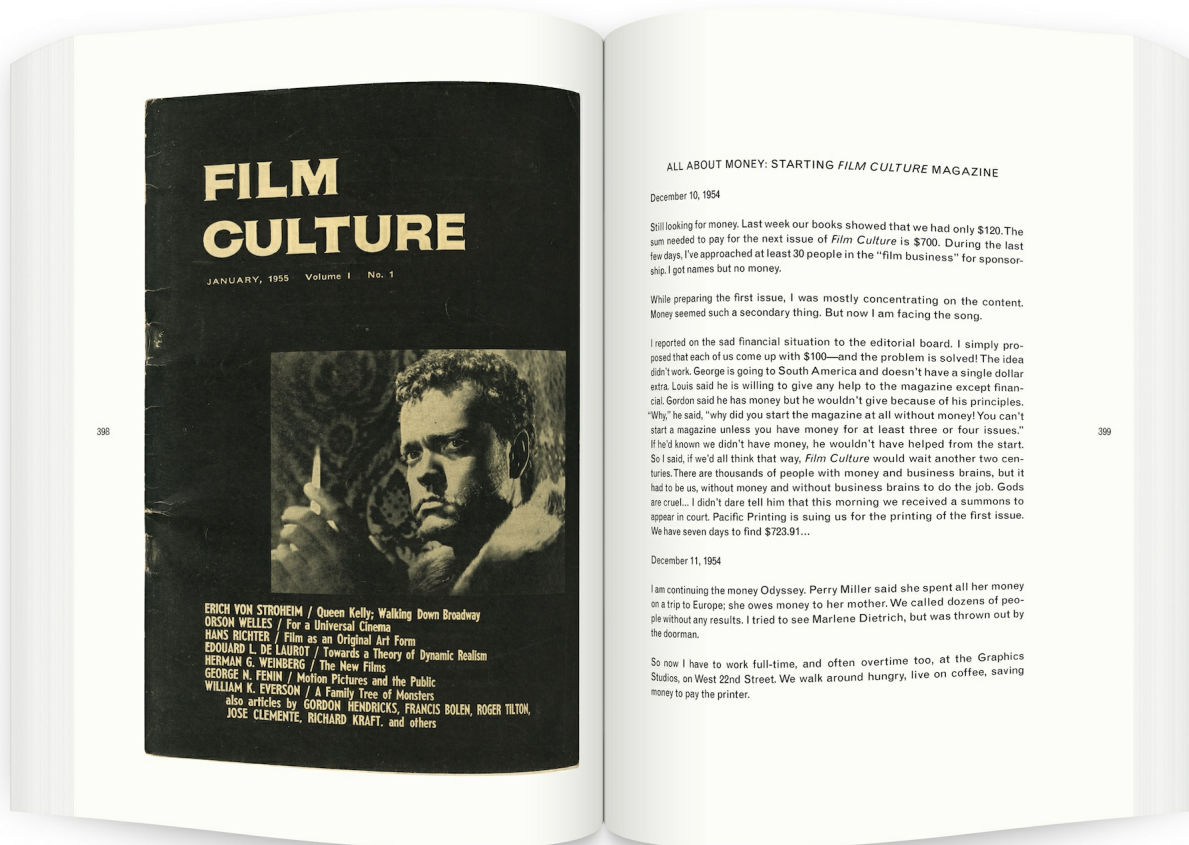 FILM
CULTURE
JANUARY, 1955 Volume I No. 1
398
ERICH VON STROHEIM / Queen Kelly; Walking Down Broadway
ORSON WELLES / For a Universal Cinema
HANS RICHTER / Film as an Original Art Form
EDOUARD L. DE LAUROT / Towards a Theory of Dynamic Realism
HERMAN G. WEINBERG / The New Films
GEORGE N. FENIN / Motion Pictures and the Public
WILLIAM K. EVERSON / A Family Tree of Monsters
also articles by GORDON HENDRICKS, FRANCIS BOLEN, ROGER TILTON,
JOSE CLEMENTE, RICHARD KRAFT. and others
ALL ABOUT MONEY: STARTING FILM CULTURE MAGAZINE
December 10, 1954
Still looking for money. Last week our books showed that we had only $120.The
sum needed to pay for the next issue of Film Culture is $700. During the last
few days, I've approached at least 30 people in the "film business" for sponsor-
ship. I got names but no money.
While preparing the first issue, I was mostly concentrating on the content.
Money seemed such a secondary thing. But now I am facing the song.
I reported on the sad financial situation to the editorial board. I simply pro-
posed that each of us come up with $100—and the problem is solved! The idea
didn't work. George is going to South America and doesn't have a single dollar
extra. Louis said he is willing to give any help to the magazine except finan-
cial. Gordon said he has money but he wouldn't give because of his principles.
"Why," he said, "why did you start the magazine at all without money! You can't
start a magazine unless you have money for at least three or four issues."
If he'd known we didn't have money, he wouldn't have helped from the start.
So I said, if we'd all think that way, Film Culture would wait another two cen-
turies.There are thousands of people with money and business brains, but it
had to be us, without money and without business brains to do the job. Gods
are cruel... I didn't dare tell him that this morning we received a summons to
appear in court. Pacific Printing is suing us for the printing of the first issue.
We have seven days to find $723.91...
399
December 11, 1954
I am continuing the money Odyssey. Perry Miller said she spent all her money
on a trip to Europe; she owes money to her mother. We called dozens of peo-
ple without any results. I tried to see Marlene Dietrich, but was thrown out by
the doorman.
So now I have to work full-time, and often overtime too, at the Graphics
Studios, on West 22nd Street. We walk around hungry, live on coffee, saving
money to pay the printer.